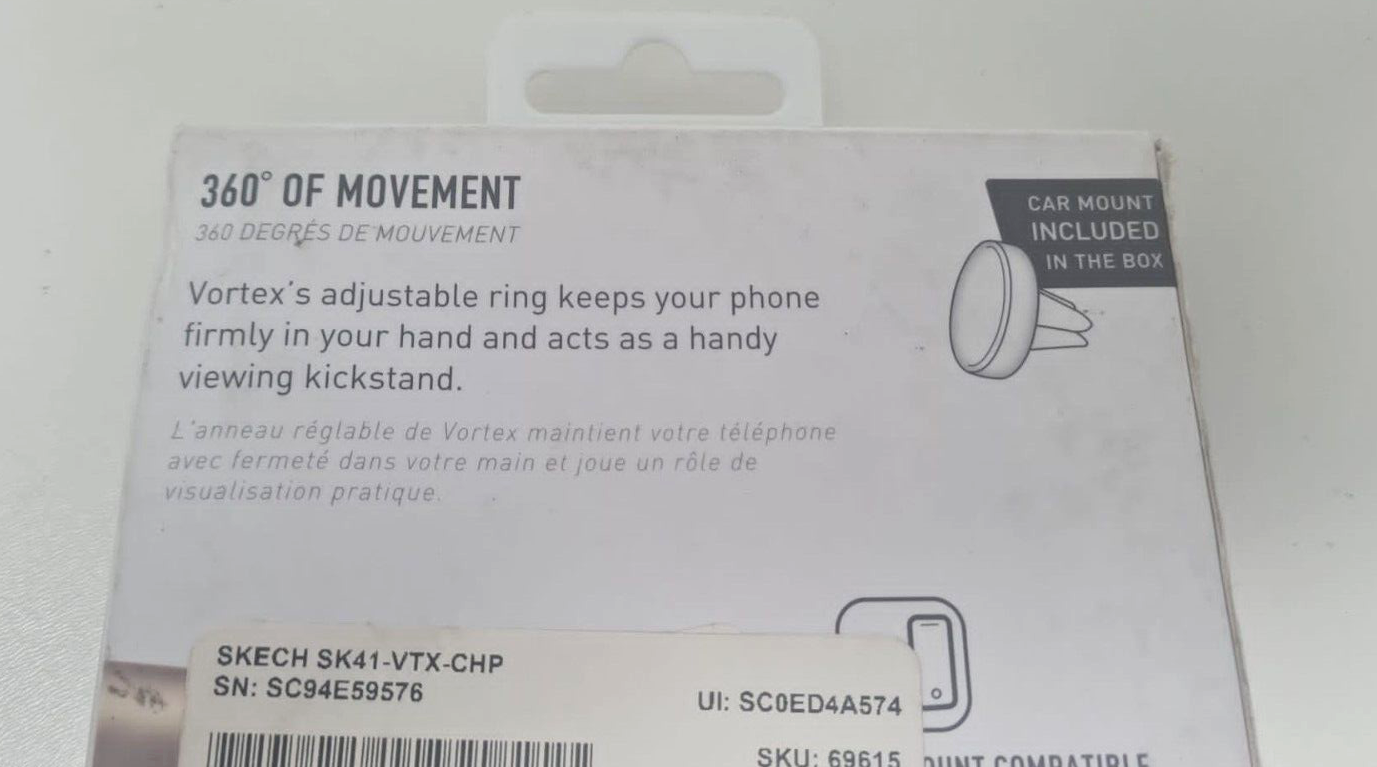 360° OF MOVEMENT
360 DEGRÉS DE MOUVEMENT
CAR MOUNT
INCLUDED
IN THE BOX
Vortex's adjustable ring keeps your phone
firmly in your hand and acts as a handy
viewing kickstand.
L'anneau réglable de Vortex maintient votre téléphone
avec fermeté dans votre main et joue un rôle de
visualisation pratique.
SKECH SK41-VTX-CHP
SN: SC94E59576
UI: SC0ED4A574
SKU: 69615
COMPATIBLE